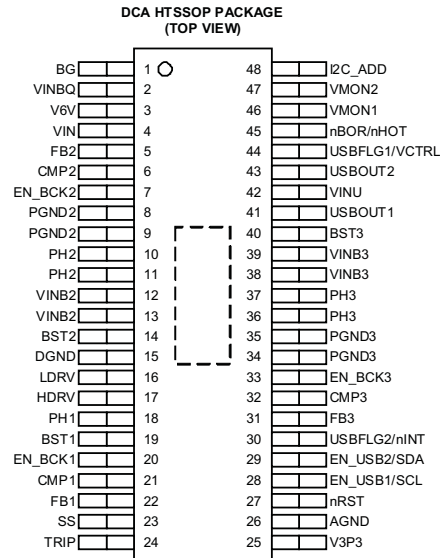 DCA HTSSOP PACKAGE
(TOP VIEW)
BG 1 48 I2C_ADD
VINBQ 2 47 VMON2
V6V 3 46 VMON1
VIN 4 45 nBOR/nHOT
FB2 5 44 USBFLG1/VCTRL
CMP2 6 43 USBOUT2
EN_BCK2 7 42 VINU
PGND2 8 41 USBOUT1
PGND2 9 40 BST3
PH2 10 39 VINB3
PH2 11 38 VINB3
VINB2 12 37 PH3
VINB2 13 36 PH3
BST2 14 35 PGND3
DGND 15 34 PGND3
LDRV 16 33 EN_BCK3
HDRV 17 32 CMP3
PH1 18 31 FB3
BST1 19 30 USBFLG2/nINT
EN_BCK1 20 29 EN_USB2/SDA
CMP1 21 28 EN_USB1/SCL
FB1 22 27 nRST
SS 23 26 AGND
TRIP 24 25 V3P3